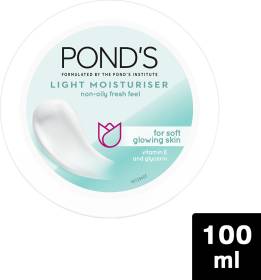 POND'S
FORMULATED BY THE POND'S INSTITUTE
LIGHT MOISTURISER
non-oily fresh feel
for soft
glowing skin
vitamin E
and glycerin
100
ml